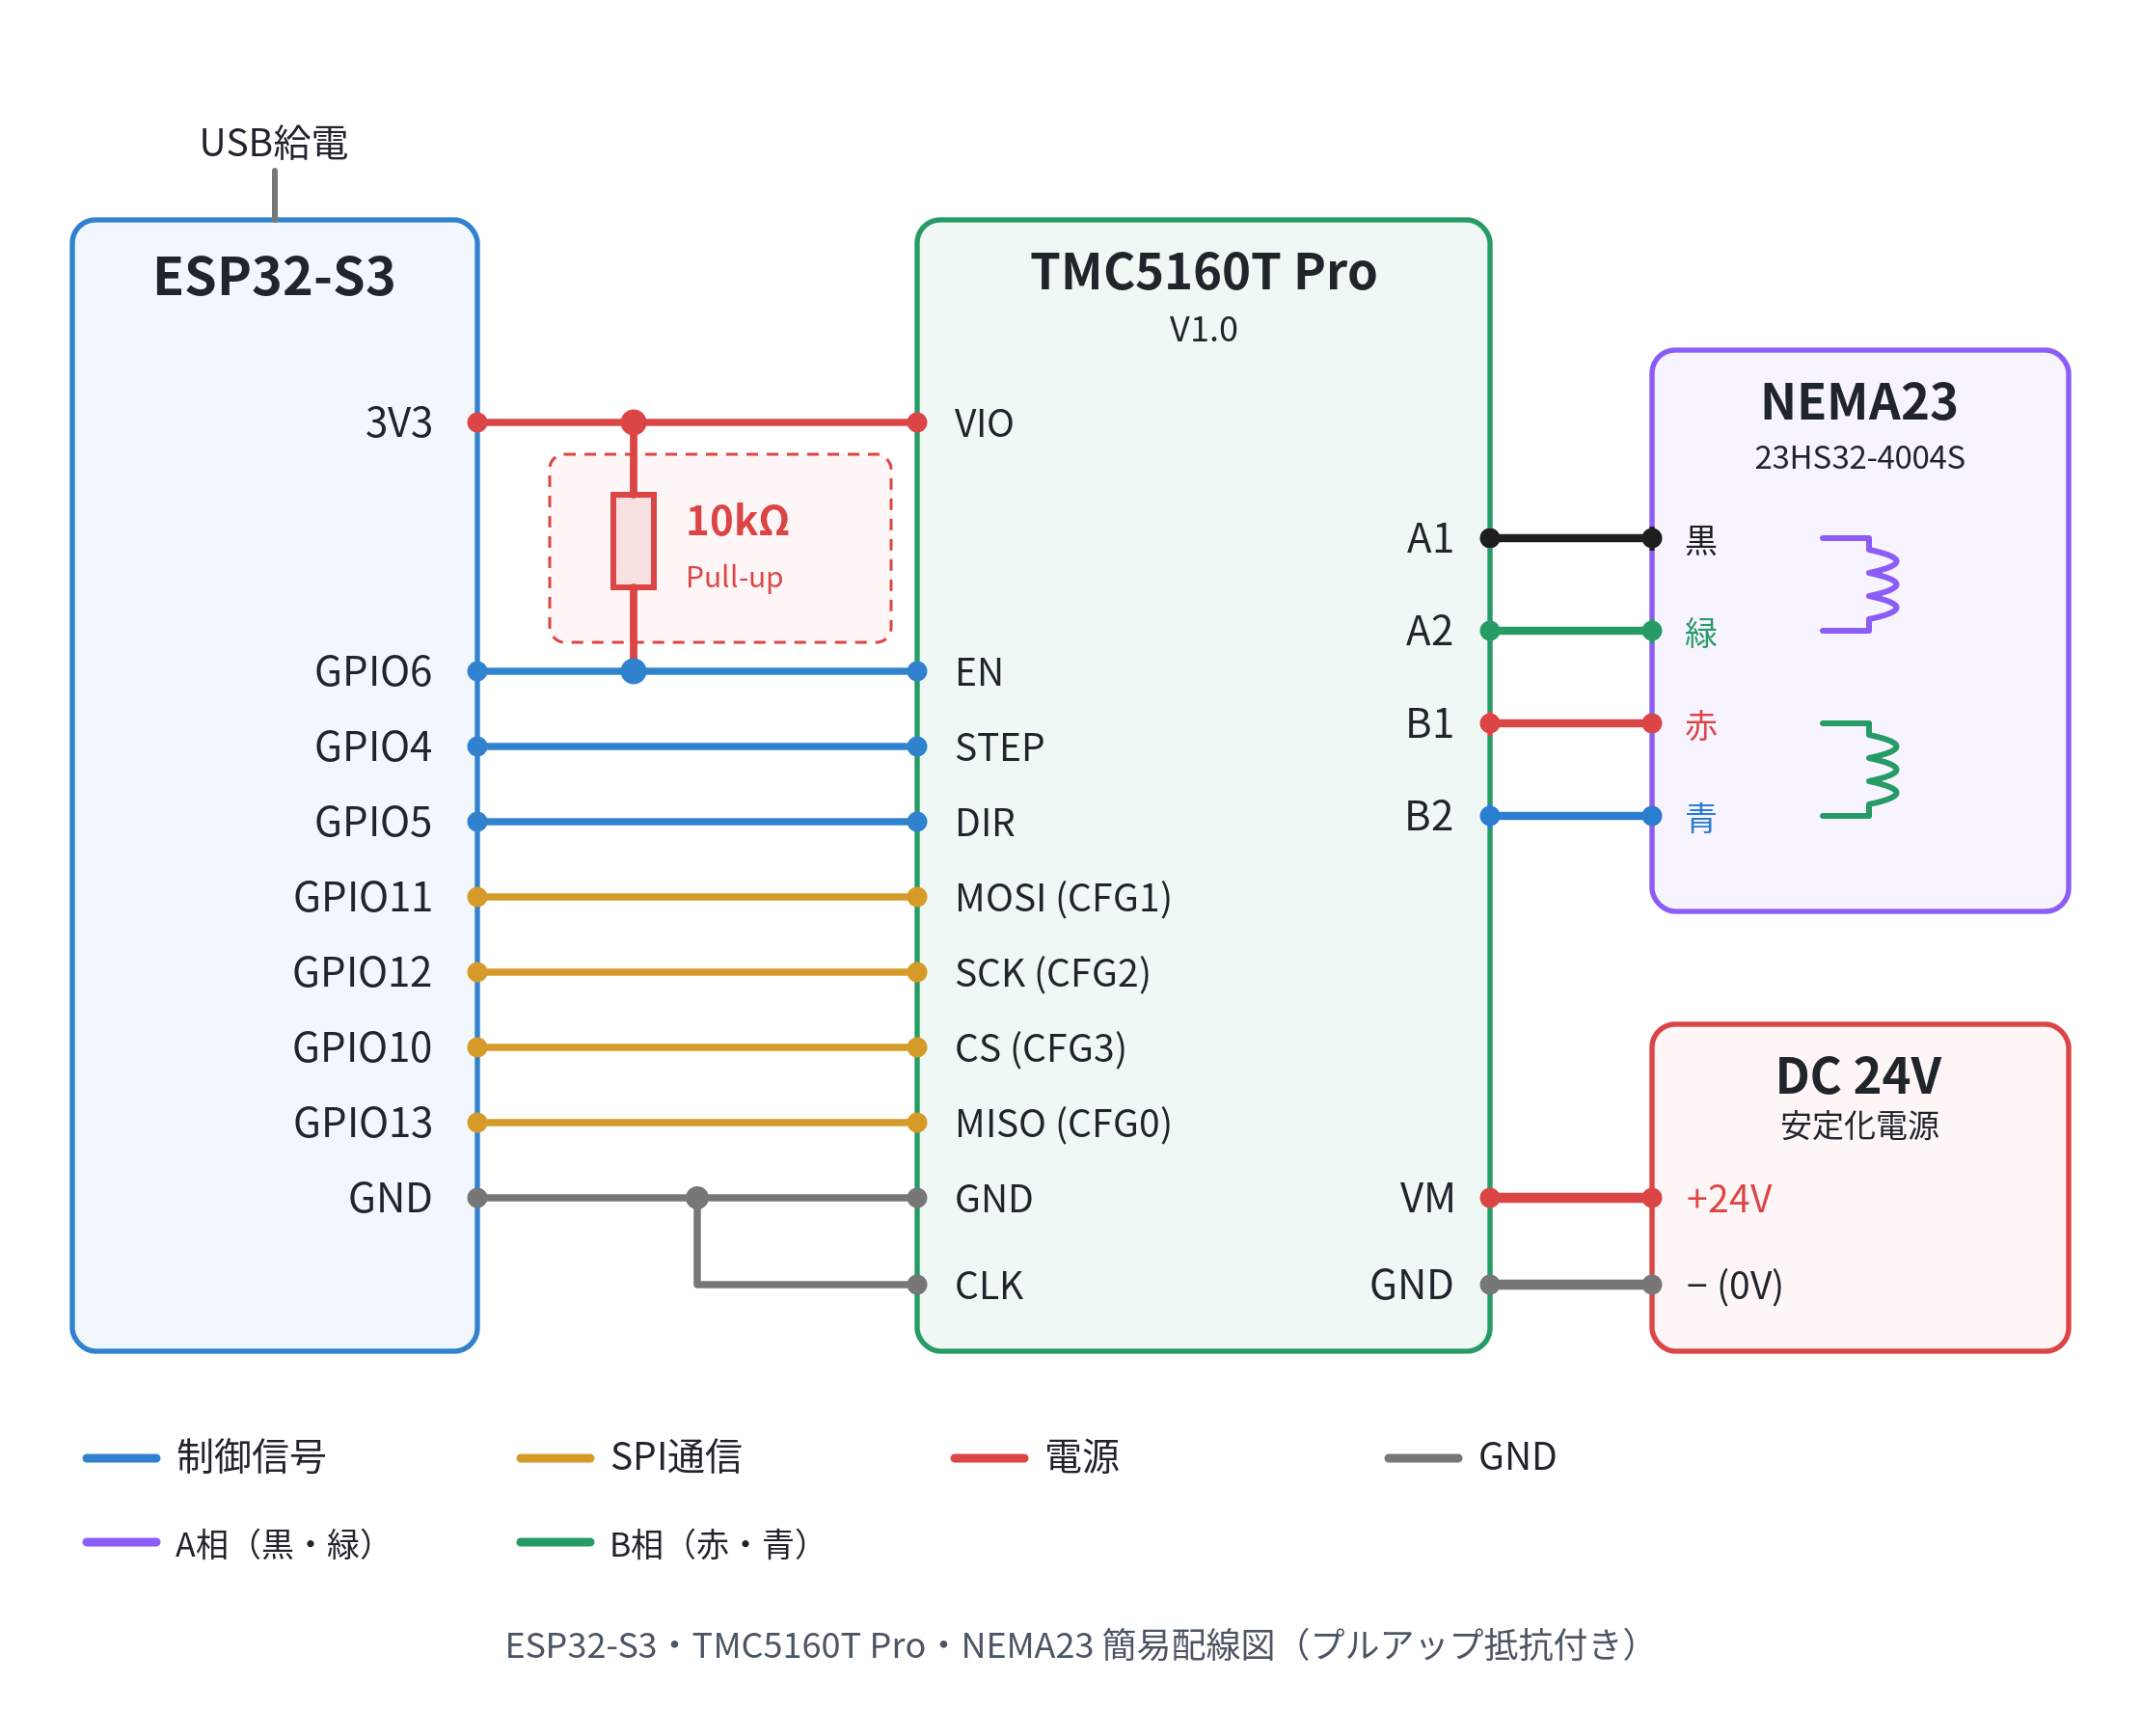 USB給電
ESP32-S3
3V3
GPIO6
GPIO4
GPIO5
GPIO11
GPIO12
GPIO10
GPIO13
GND
10kΩ
Pull-up
TMC5160T Pro
V1.0
VIO
EN
STEP
DIR
MOSI (CFG1)
SCK (CFG2)
CS (CFG3)
MISO (CFG0)
GND
CLK
A1
A2
B1
B2
VM
GND
NEMA23
23HS32-4004S
黒
緑
赤
青
DC 24V
安定化電源
+24V
− (0V)
制御信号
SPI通信
電源
GND
A相（黒・緑）
B相（赤・青）
ESP32-S3・TMC5160T Pro・NEMA23 簡易配線図（プルアップ抵抗付き）